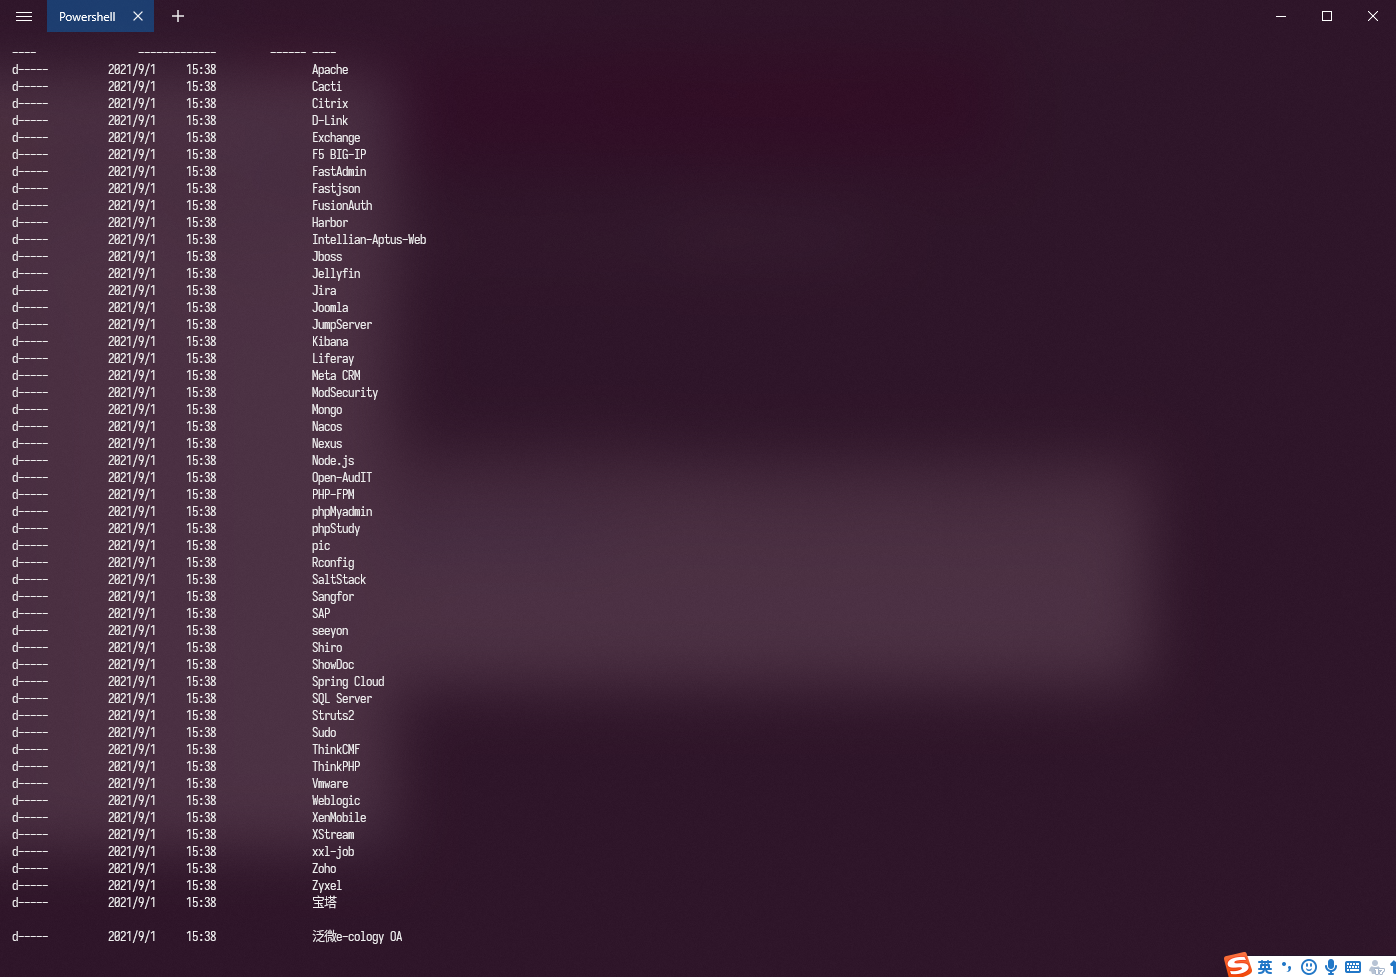 Powershell
---- ------------- ------ ----
d----- 2021/9/1 15:38 Apache
d----- 2021/9/1 15:38 Cacti
d----- 2021/9/1 15:38 Citrix
d----- 2021/9/1 15:38 D-Link
d----- 2021/9/1 15:38 Exchange
d----- 2021/9/1 15:38 F5 BIG-IP
d----- 2021/9/1 15:38 FastAdmin
d----- 2021/9/1 15:38 Fastjson
d----- 2021/9/1 15:38 FusionAuth
d----- 2021/9/1 15:38 Harbor
d----- 2021/9/1 15:38 Intellian-Aptus-Web
d----- 2021/9/1 15:38 Jboss
d----- 2021/9/1 15:38 Jellyfin
d----- 2021/9/1 15:38 Jira
d----- 2021/9/1 15:38 Joomla
d----- 2021/9/1 15:38 JumpServer
d----- 2021/9/1 15:38 Kibana
d----- 2021/9/1 15:38 Liferay
d----- 2021/9/1 15:38 Meta CRM
d----- 2021/9/1 15:38 ModSecurity
d----- 2021/9/1 15:38 Mongo
d----- 2021/9/1 15:38 Nacos
d----- 2021/9/1 15:38 Nexus
d----- 2021/9/1 15:38 Node.js
d----- 2021/9/1 15:38 Open-AudIT
d----- 2021/9/1 15:38 PHP-FPM
d----- 2021/9/1 15:38 phpMyadmin
d----- 2021/9/1 15:38 phpStudy
d----- 2021/9/1 15:38 pic
d----- 2021/9/1 15:38 Rconfig
d----- 2021/9/1 15:38 SaltStack
d----- 2021/9/1 15:38 Sangfor
d----- 2021/9/1 15:38 SAP
d----- 2021/9/1 15:38 seeyon
d----- 2021/9/1 15:38 Shiro
d----- 2021/9/1 15:38 ShowDoc
d----- 2021/9/1 15:38 Spring Cloud
d----- 2021/9/1 15:38 SQL Server
d----- 2021/9/1 15:38 Struts2
d----- 2021/9/1 15:38 Sudo
d----- 2021/9/1 15:38 ThinkCMF
d----- 2021/9/1 15:38 ThinkPHP
d----- 2021/9/1 15:38 Vmware
d----- 2021/9/1 15:38 Weblogic
d----- 2021/9/1 15:38 XenMobile
d----- 2021/9/1 15:38 XStream
d----- 2021/9/1 15:38 xxl-job
d----- 2021/9/1 15:38 Zoho
d----- 2021/9/1 15:38 Zyxel
d----- 2021/9/1 15:38 宝塔
d----- 2021/9/1 15:38 泛微e-cology OA
英